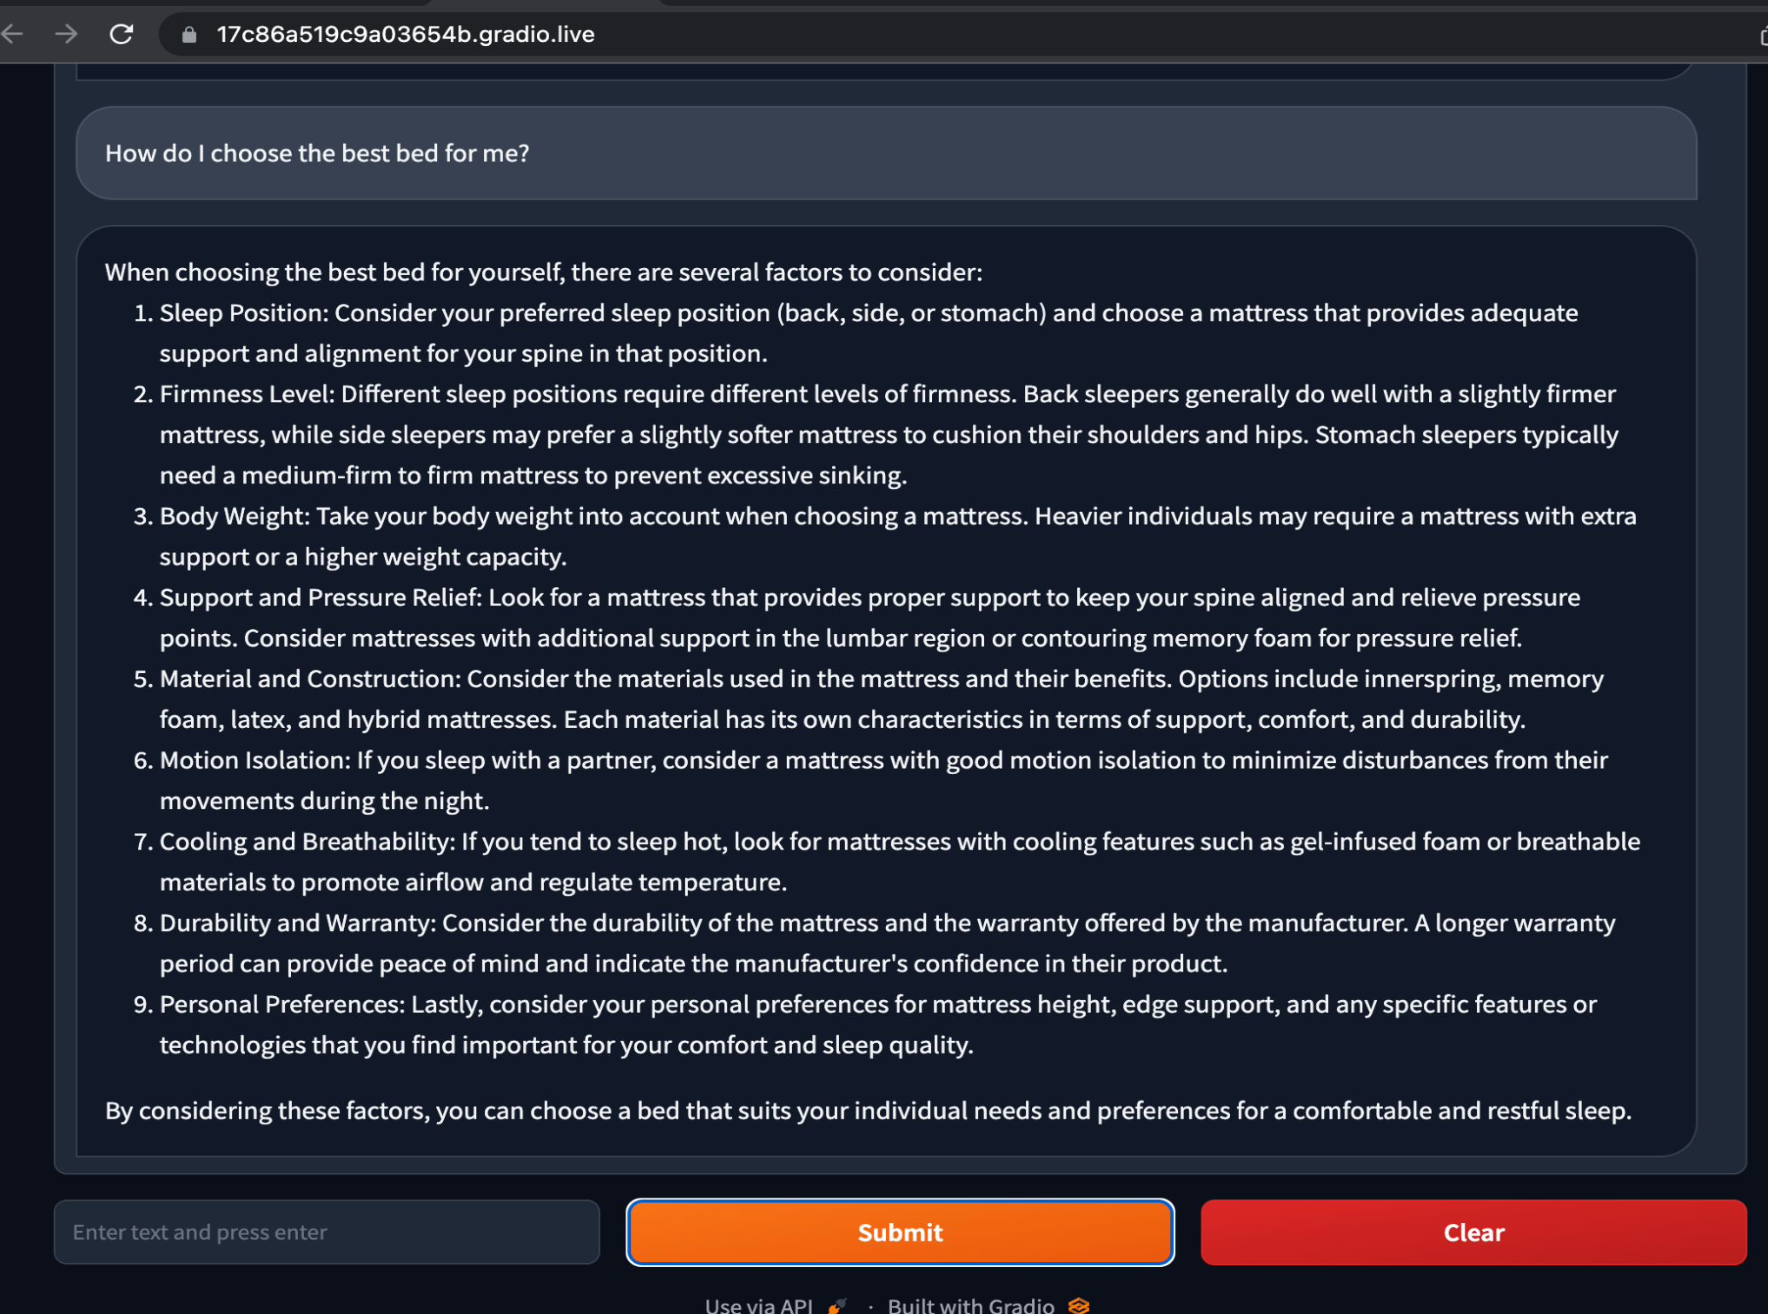 17c86a519c9a03654b.gradio.live
How do I choose the best bed for me?
When choosing the best bed for yourself, there are several factors to consider:
1. Sleep Position: Consider your preferred sleep position (back, side, or stomach) and choose a mattress that provides adequate
support and alignment for your spine in that position.
2. Firmness Level: Different sleep positions require different levels of firmness. Back sleepers generally do well with a slightly firmer
mattress, while side sleepers may prefer a slightly softer mattress to cushion their shoulders and hips. Stomach sleepers typically
need a medium-firm to firm mattress to prevent excessive sinking.
3. Body Weight: Take your body weight into account when choosing a mattress. Heavier individuals may require a mattress with extra
support or a higher weight capacity.
4. Support and Pressure Relief: Look for a mattress that provides proper support to keep your spine aligned and relieve pressure
points. Consider mattresses with additional support in the lumbar region or contouring memory foam for pressure relief.
5. Material and Construction: Consider the materials used in the mattress and their benefits. Options include innerspring, memory
foam, latex, and hybrid mattresses. Each material has its own characteristics in terms of support, comfort, and durability.
6. Motion Isolation: If you sleep with a partner, consider a mattress with good motion isolation to minimize disturbances from their
movements during the night.
7. Cooling and Breathability: If you tend to sleep hot, look for mattresses with cooling features such as gel-infused foam or breathable
materials to promote airflow and regulate temperature.
8. Durability and Warranty: Consider the durability of the mattress and the warranty offered by the manufacturer. A longer warranty
period can provide peace of mind and indicate the manufacturer's confidence in their product.
9. Personal Preferences: Lastly, consider your personal preferences for mattress height, edge support, and any specific features or
technologies that you find important for your comfort and sleep quality.
By considering these factors, you can choose a bed that suits your individual needs and preferences for a comfortable and restful sleep.
Enter text and press enter
Submit
Clear
Use via API · Built with Gradio